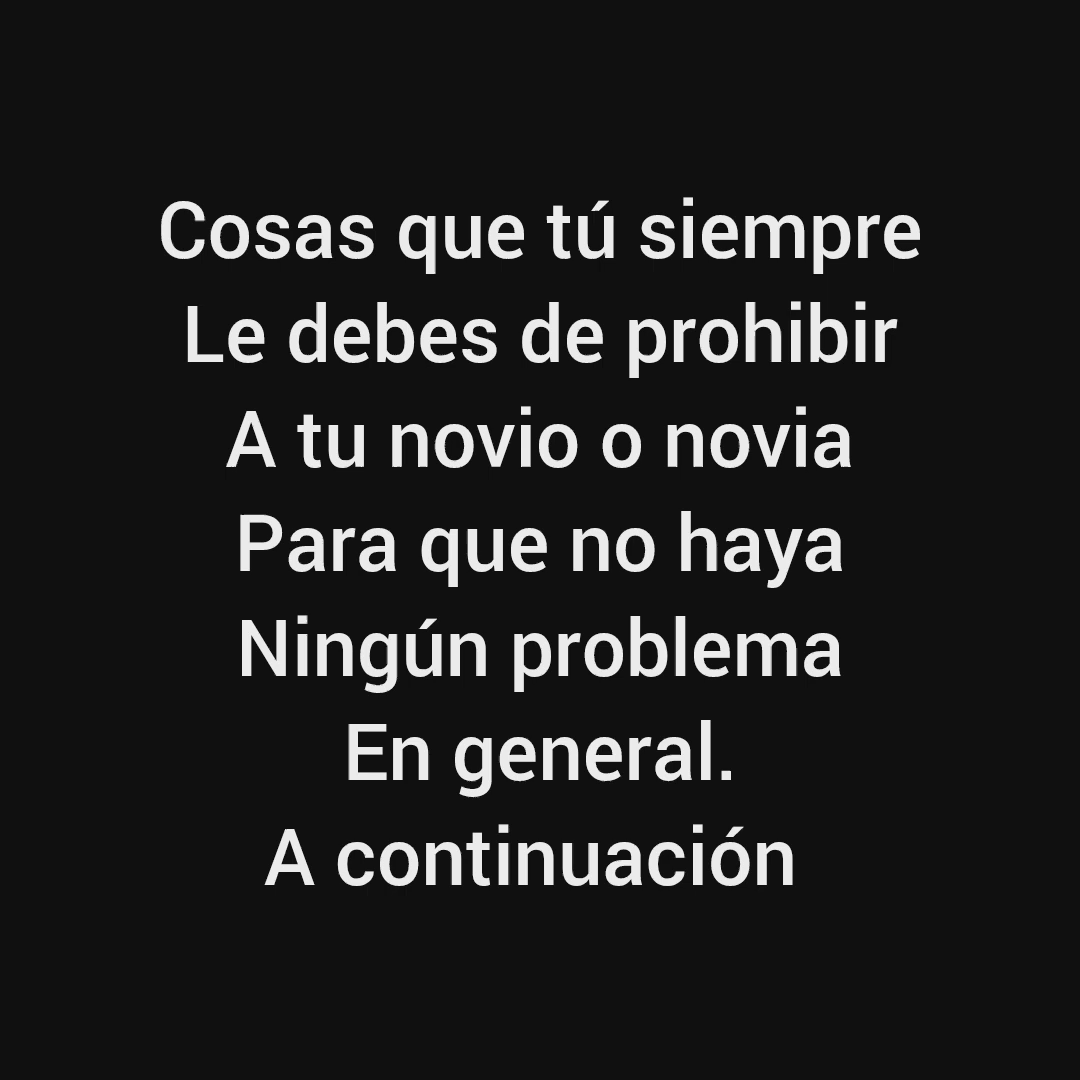 Cosas que tú siempre
Le debes de prohibir
A tu novio o novia
Para que no haya
Ningún problema
En general.
A continuación